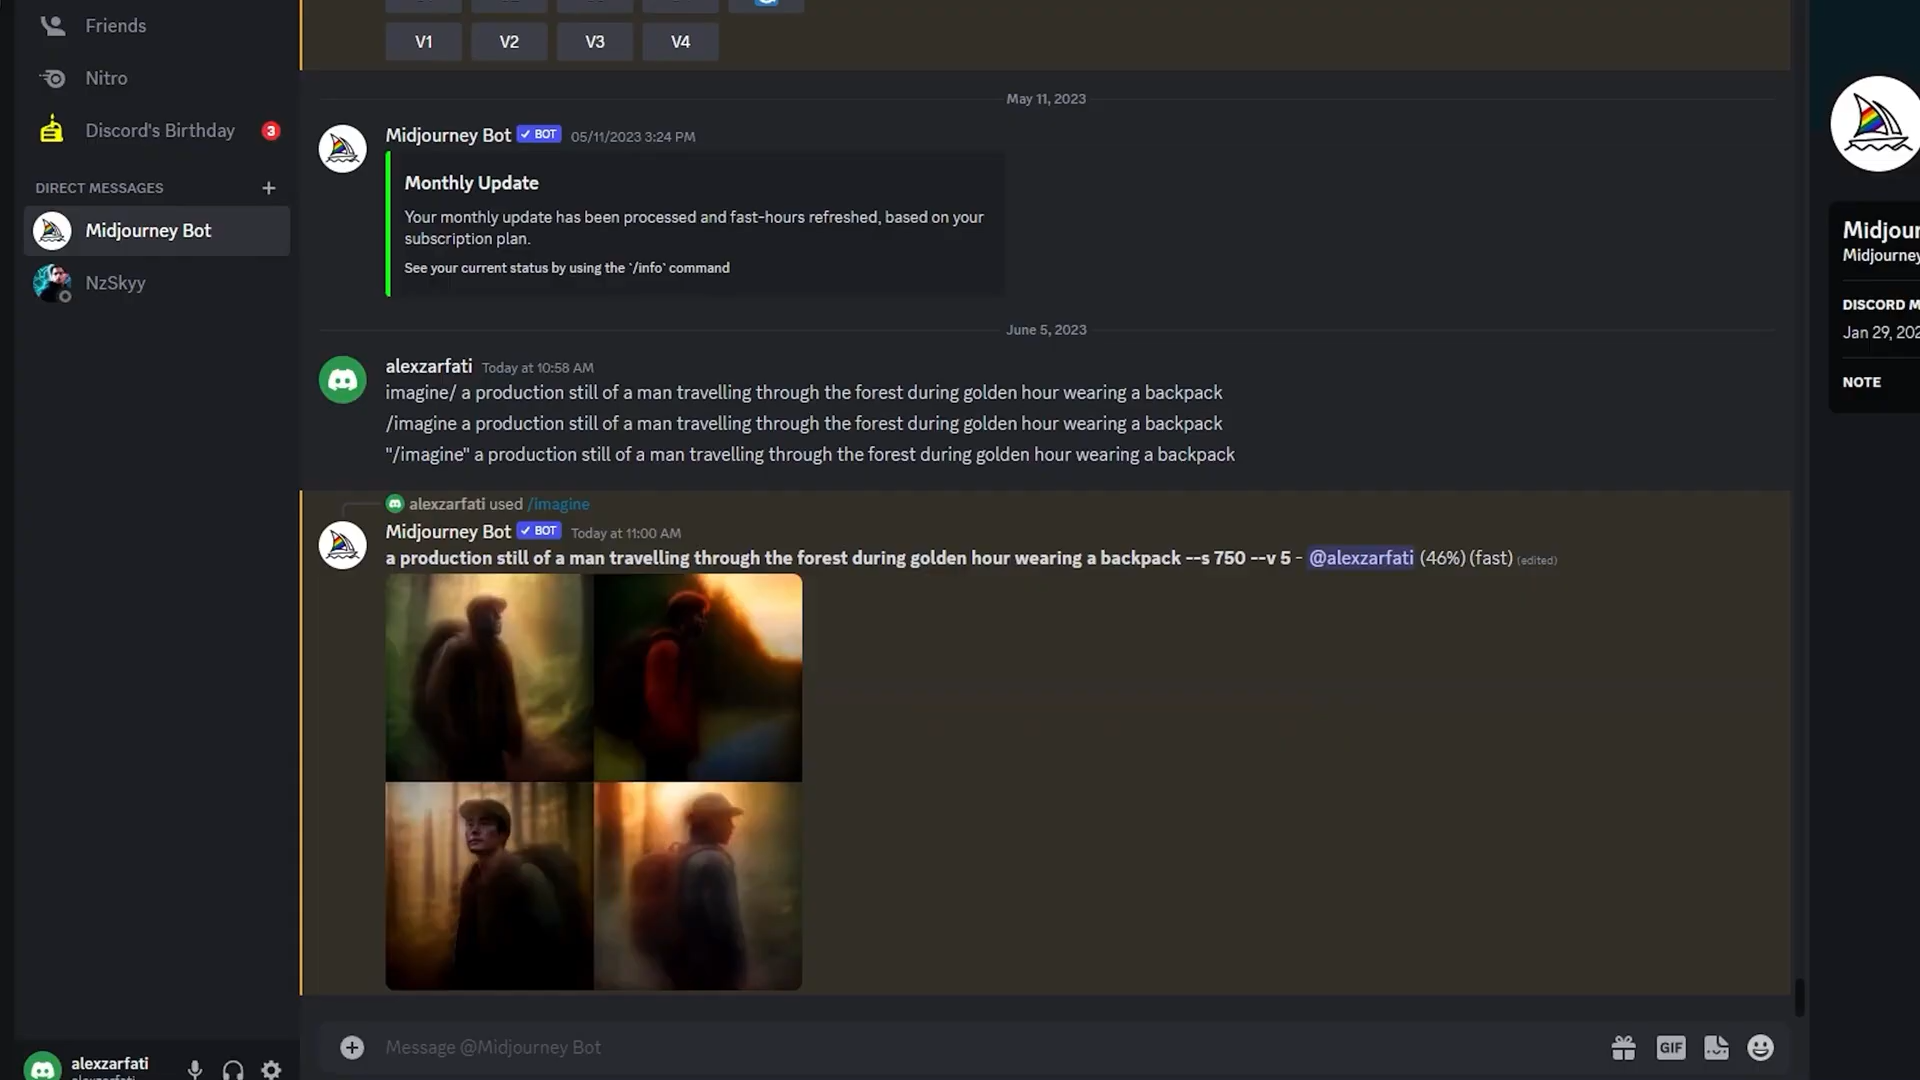 Friends
Nitro
Discord's Birthday
3
DIRECT MESSAGES
Midjourney Bot
NzSkyy
V1
V2
V3
V4
May 11, 2023
Midjourney Bot BOT 05/11/2023 3:24 PM
Monthly Update
Your monthly update has been processed and fast-hours refreshed, based on your
subscription plan.
See your current status by using the `/info` command
June 5, 2023
alexzarfati Today at 10:58 AM
imagine/ a production still of a man travelling through the forest during golden hour wearing a backpack
/imagine a production still of a man travelling through the forest during golden hour wearing a backpack
"/imagine" a production still of a man travelling through the forest during golden hour wearing a backpack
alexzarfati used /imagine
Midjourney Bot BOT Today at 11:00 AM
a production still of a man travelling through the forest during golden hour wearing a backpack --s 750 --v 5 - @alexzarfati (46%) (fast) (edited)
Message @Midjourney Bot
GIF
alexzarfati
Midjour
Midjourney
DISCORD M
Jan 29, 202
NOTE